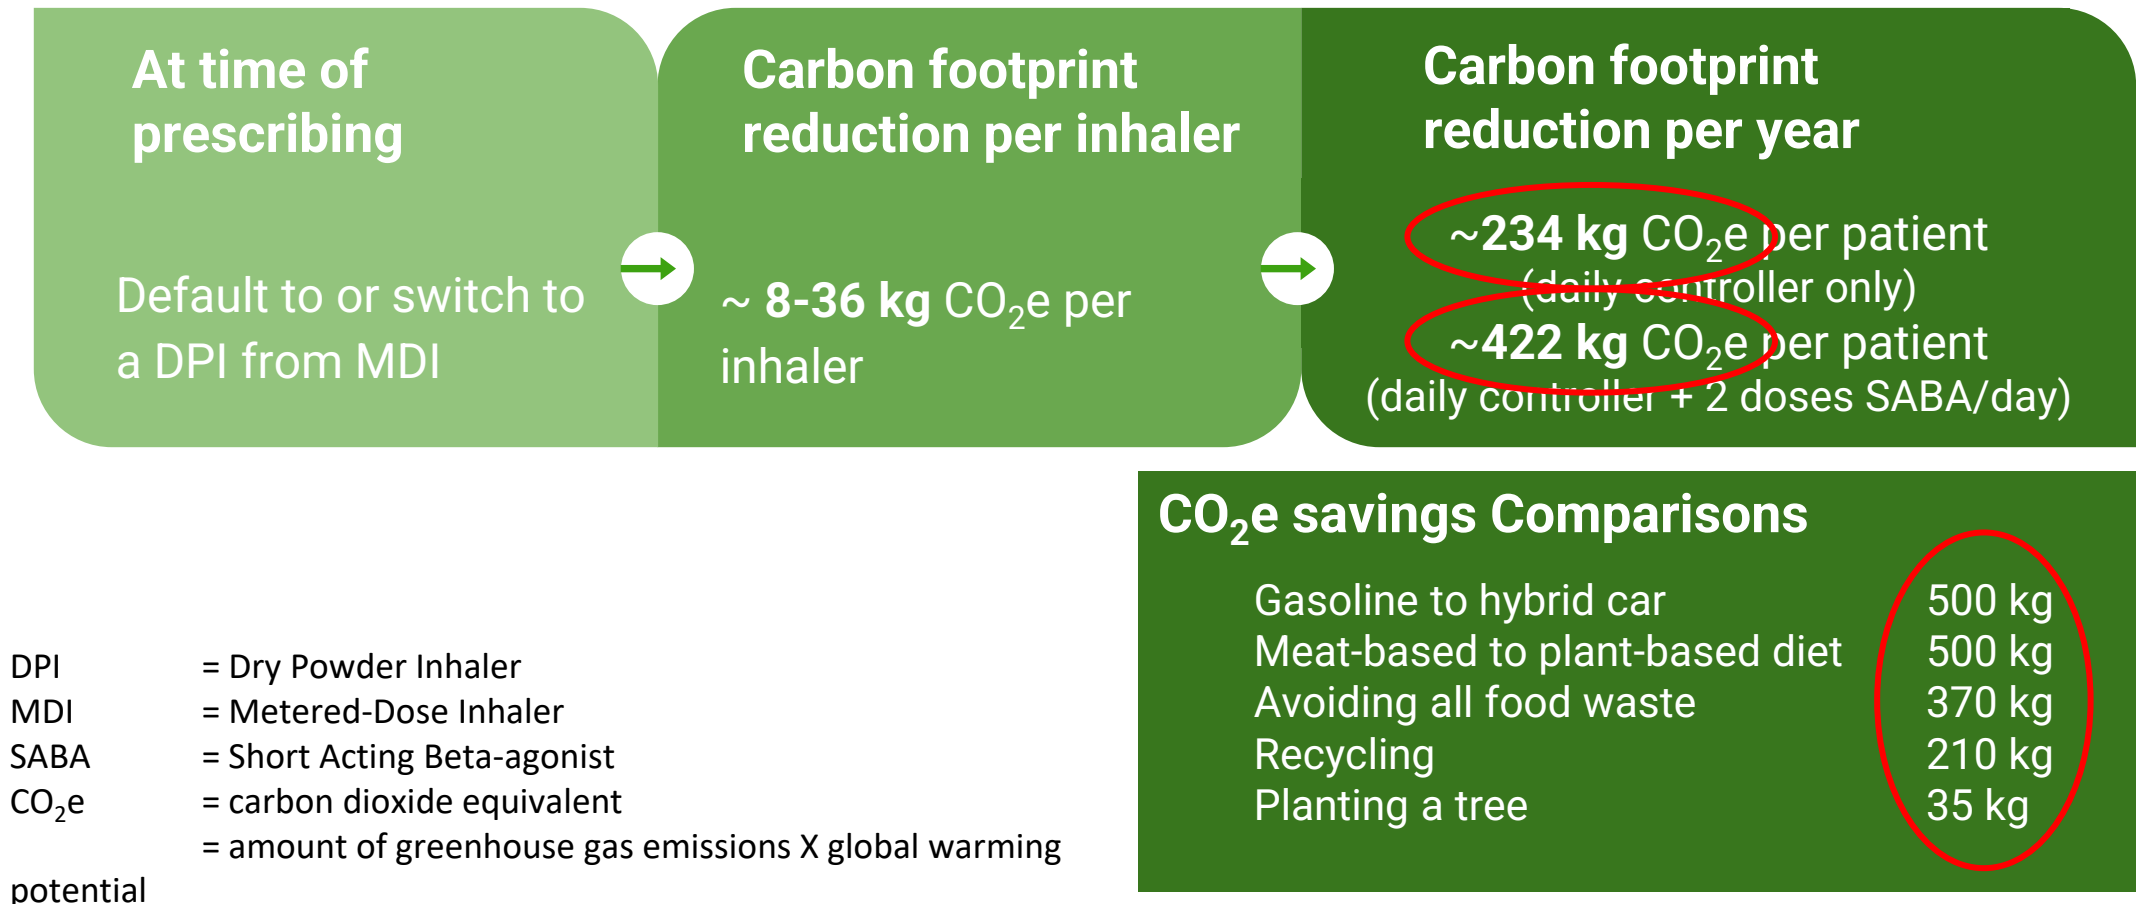 At time of
prescribing
Default to or switch to
a DPI from MDI
Carbon footprint
reduction per inhaler
~ 8-36 kg CO₂e per
inhaler
Carbon footprint
reduction per year
~234 kg CO₂e per patient
(daily controller only)
~422 kg CO₂e per patient
(daily controller + 2 doses SABA/day)
CO₂e savings Comparisons
Gasoline to hybrid car 500 kg
Meat-based to plant-based diet 500 kg
Avoiding all food waste 370 kg
Recycling 210 kg
Planting a tree 35 kg
DPI = Dry Powder Inhaler
MDI = Metered-Dose Inhaler
SABA = Short Acting Beta-agonist
CO₂e = carbon dioxide equivalent
= amount of greenhouse gas emissions X global warming
potential